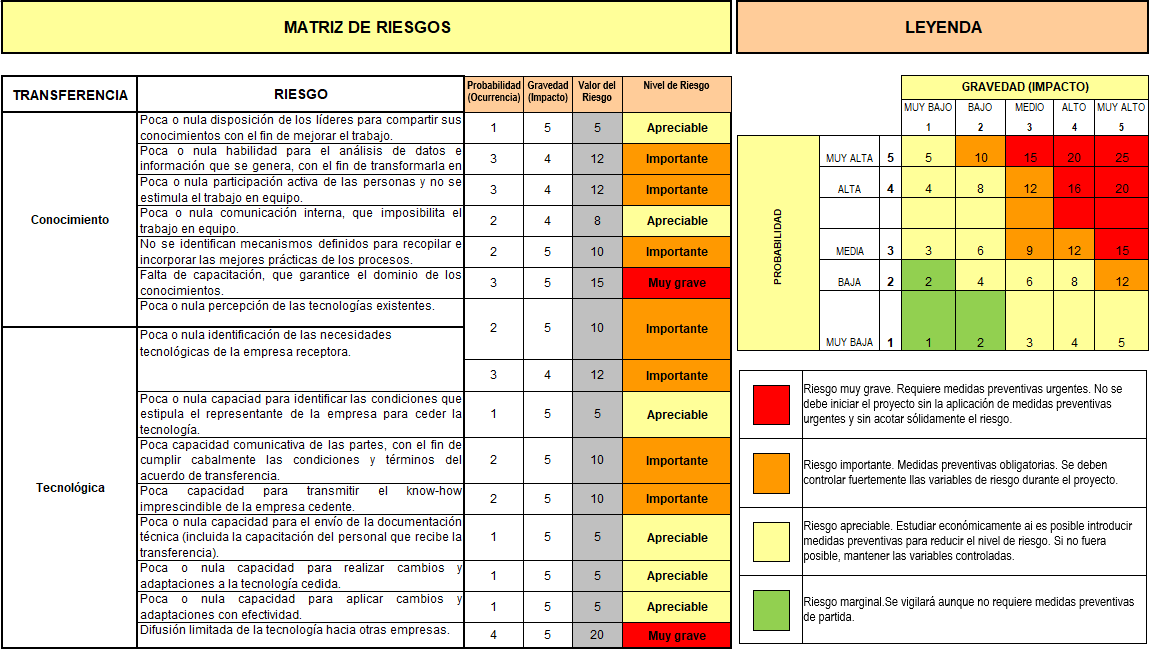 MATRIZ DE RIESGOS
TRANSFERENCIA RIESGO Probabilidad (Ocurrencia) Gravedad (Impacto) Valor del Riesgo Nivel de Riesgo
Conocimiento
Poca o nula disposición de los líderes para compartir sus
conocimientos con el fin de mejorar el trabajo.
1 5 5 Apreciable
Poca o nula habilidad para el análisis de datos e
información que se genera, con el fin de transformarla en
3 4 12 Importante
Poca o nula participación activa de las personas y no se
estimula el trabajo en equipo.
3 4 12 Importante
Poca o nula comunicación interna, que imposibilita el
trabajo en equipo.
2 4 8 Apreciable
No se identifican mecanismos definidos para recopilar e
incorporar las mejores prácticas de los procesos.
2 5 10 Importante
Falta de capacitación, que garantice el dominio de los
conocimientos.
3 5 15 Muy grave
Poca o nula percepción de las tecnologías existentes.
2 5 10 Importante
Tecnológica
Poca o nula identificación de las necesidades
tecnológicas de la empresa receptora.
3 4 12 Importante
Poca o nula capaciad para identificar las condiciones que
estipula el representante de la empresa para ceder la
tecnología.
1 5 5 Apreciable
Poca capacidad comunicativa de las partes, con el fin de
cumplir cabalmente las condiciones y términos del
acuerdo de transferencia.
2 5 10 Importante
Poca capacidad para transmitir el know-how
imprescindible de la empresa cedente.
2 5 10 Importante
Poca o nula capacidad para el envío de la documentación
técnica (incluida la capacitación del personal que recibe la
transferencia).
1 5 5 Apreciable
Poca o nula capacidad para realizar cambios y
adaptaciones a la tecnología cedida.
1 5 5 Apreciable
Poca o nula capacidad para aplicar cambios y
adaptaciones con efectividad.
1 5 5 Apreciable
Difusión limitada de la tecnología hacia otras empresas.
4 5 20 Muy grave
LEYENDA
GRAVEDAD (IMPACTO)
MUY BAJO BAJO MEDIO ALTO MUY ALTO
1 2 3 4 5
PROBABILIDAD
MUY ALTA 5 5 10 15 20 25
ALTA 4 4 8 12 16 20
MEDIA 3 3 6 9 12 15
BAJA 2 2 4 6 8 12
MUY BAJA 1 1 2 3 4 5
Riesgo muy grave. Requiere medidas preventivas urgentes. No se
debe iniciar el proyecto sin la aplicación de medidas preventivas
urgentes y sin acotar sólidamente el riesgo.
Riesgo importante. Medidas preventivas obligatorias. Se deben
controlar fuertemente llas variables de riesgo durante el proyecto.
Riesgo apreciable. Estudiar económicamente ai es posible introducir
medidas preventivas para reducir el nivel de riesgo. Si no fuera
posible, mantener las variables controladas.
Riesgo marginal.Se vigilará aunque no requiere medidas preventivas
de partida.